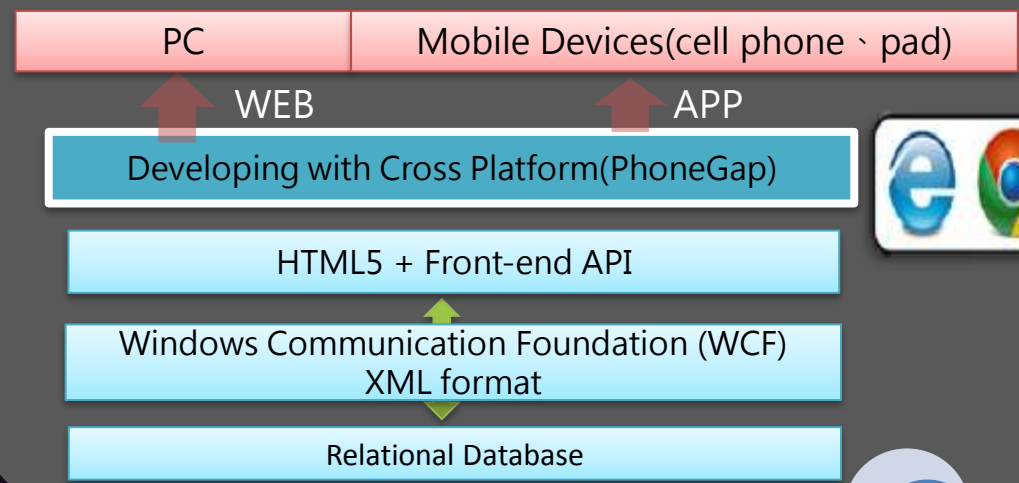 PC
Mobile Devices(cell phone、pad)
WEB
APP
Developing with Cross Platform(PhoneGap)
HTML5 + Front-end API
Windows Communication Foundation (WCF)
XML format
Relational Database